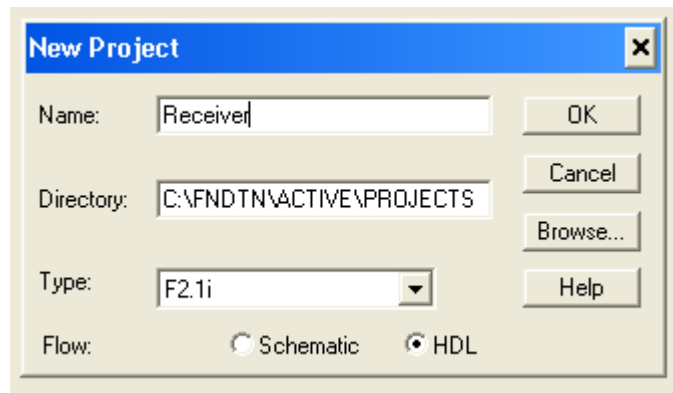 New Project
Name: Receiver OK
Cancel
Directory: C:\FNDTN\ACTIVE\PROJECTS
Browse...
Type: F2.1i Help
Flow: Schematic HDL